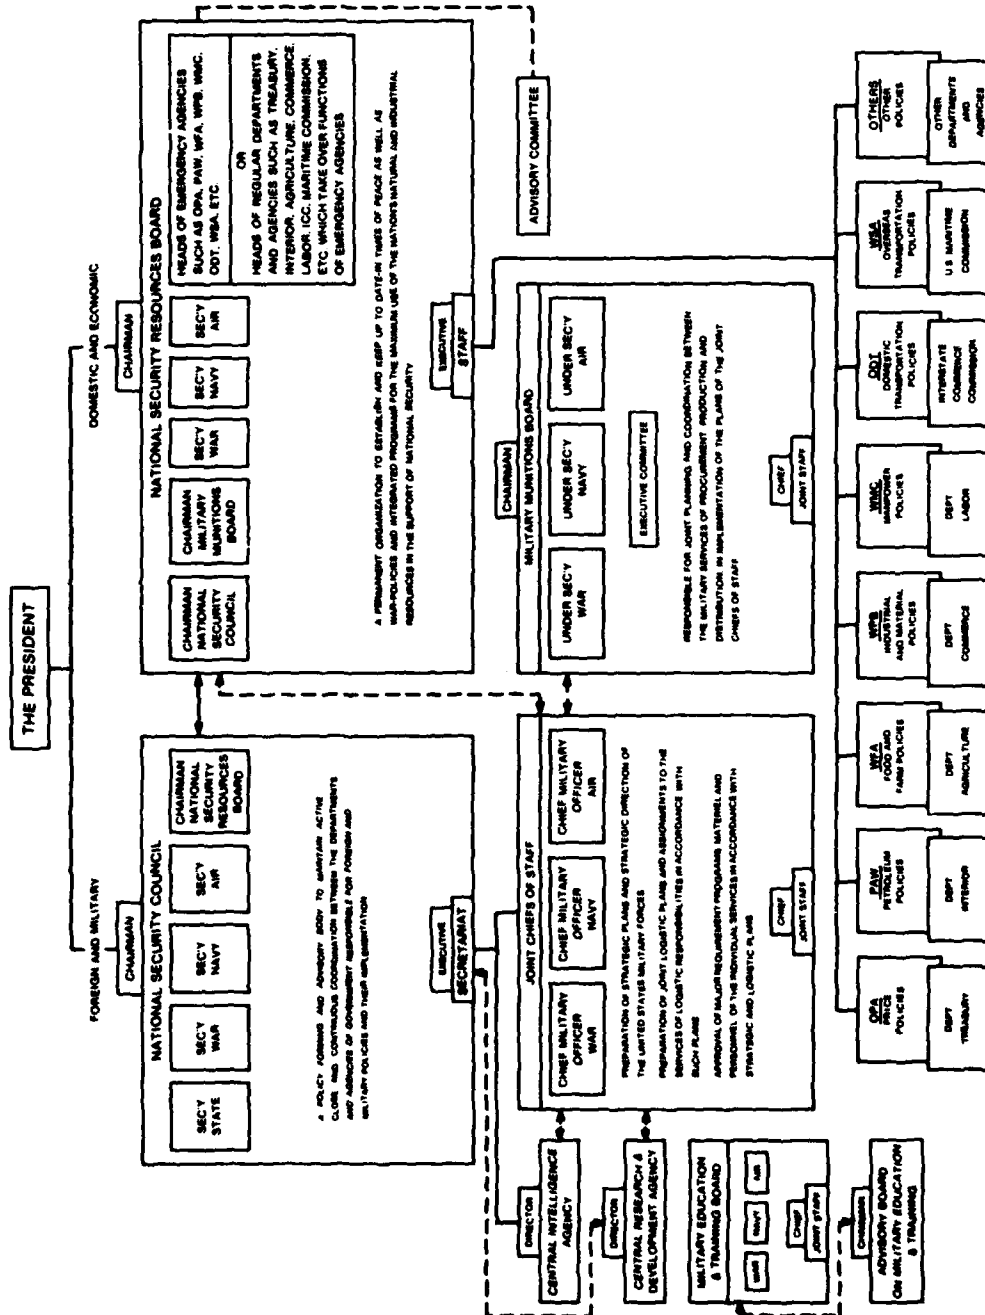 THE PRESIDENT
FOREIGN AND MILITARY
DOMESTIC AND ECONOMIC
CHAIRMAN
NATIONAL SECURITY COUNCIL
SEC'Y
STATE
SEC'Y
WAR
SEC'Y
NAVY
SEC'Y
AIR
CHAIRMAN
NATIONAL
SECURITY
RESOURCES
BOARD
A POLICY FORMING AND ADVISORY BODY TO MAINTAIN ACTIVE
CLOSE AND CONTINUOUS COORDINATION BETWEEN THE DEPARTMENTS
AND AGENCIES OF GOVERNMENT RESPONSIBLE FOR FOREIGN AND
MILITARY POLICIES AND THEIR IMPLEMENTATION
EXECUTIVE
SECRETARIAT
CHAIRMAN
NATIONAL SECURITY RESOURCES BOARD
CHAIRMAN
NATIONAL
SECURITY
COUNCIL
CHAIRMAN
MILITARY
MUNITIONS
BOARD
SEC'Y
WAR
SEC'Y
NAVY
SEC'Y
AIR
HEADS OF EMERGENCY AGENCIES
SUCH AS OPA, PAW, WFA, WPB, WMC,
ODT, WSA, ETC
OR
HEADS OF REGULAR DEPARTMENTS
AND AGENCIES SUCH AS TREASURY,
INTERIOR, AGRICULTURE, COMMERCE,
LABOR, ICC, MARITIME COMMISSION,
ETC WHICH TAKE OVER FUNCTIONS
OF EMERGENCY AGENCIES
A PERMANENT ORGANIZATION TO ESTABLISH AND KEEP UP TO DATE-IN TIMES OF PEACE AS WELL AS
WAR-POLICIES AND INTEGRATED PROGRAMS FOR THE MAXIMUM USE OF THE NATION'S NATURAL AND INDUSTRIAL
RESOURCES IN THE SUPPORT OF NATIONAL SECURITY
EXECUTIVE
STAFF
ADVISORY COMMITTEE
DIRECTOR
CENTRAL INTELLIGENCE
AGENCY
DIRECTOR
CENTRAL RESEARCH &
DEVELOPMENT AGENCY
MILITARY EDUCATION
& TRAINING BOARD
WAR
NAVY
AIR
CHIEF
JOINT STAFF
CHAIRMAN
ADVISORY BOARD
ON MILITARY EDUCATION
& TRAINING
JOINT CHIEFS OF STAFF
CHIEF MILITARY
OFFICER
WAR
CHIEF MILITARY
OFFICER
NAVY
CHIEF MILITARY
OFFICER
AIR
PREPARATION OF STRATEGIC PLANS AND STRATEGIC DIRECTION OF
THE UNITED STATES MILITARY FORCES
PREPARATION OF JOINT LOGISTIC PLANS AND ASSIGNMENTS TO THE
SERVICES OF LOGISTIC RESPONSIBILITIES IN ACCORDANCE WITH
SUCH PLANS
APPROVAL OF MAJOR REQUIREMENT PROGRAMS MATERIEL AND
PERSONNEL OF THE INDIVIDUAL SERVICES IN ACCORDANCE WITH
STRATEGIC AND LOGISTIC PLANS
CHIEF
JOINT STAFF
CHAIRMAN
MILITARY MUNITIONS BOARD
UNDER SEC'Y
WAR
UNDER SEC'Y
NAVY
UNDER SEC'Y
AIR
EXECUTIVE COMMITTEE
RESPONSIBLE FOR JOINT PLANNING AND COORDINATION BETWEEN
THE MILITARY SERVICES OF PROCUREMENT PRODUCTION AND
DISTRIBUTION IN IMPLEMENTATION OF THE PLANS OF THE JOINT
CHIEFS OF STAFF
CHIEF
JOINT STAFF
OPA
PRICE
POLICIES
DEPT
TREASURY
PAW
PETROLEUM
POLICIES
DEPT
INTERIOR
WFA
FOOD AND
FARM POLICIES
DEPT
AGRICULTURE
WPB
INDUSTRIAL
AND MATERIAL
POLICIES
DEPT
COMMERCE
WMC
MANPOWER
POLICIES
DEPT
LABOR
ODT
DOMESTIC
TRANSPORTATION
POLICIES
INTERSTATE
COMMERCE
COMMISSION
WSA
OVERSEAS
TRANSPORTATION
POLICIES
U S MARITIME
COMMISSION
OTHERS
OTHER
POLICIES
OTHER
DEPARTMENTS
AND
AGENCIES